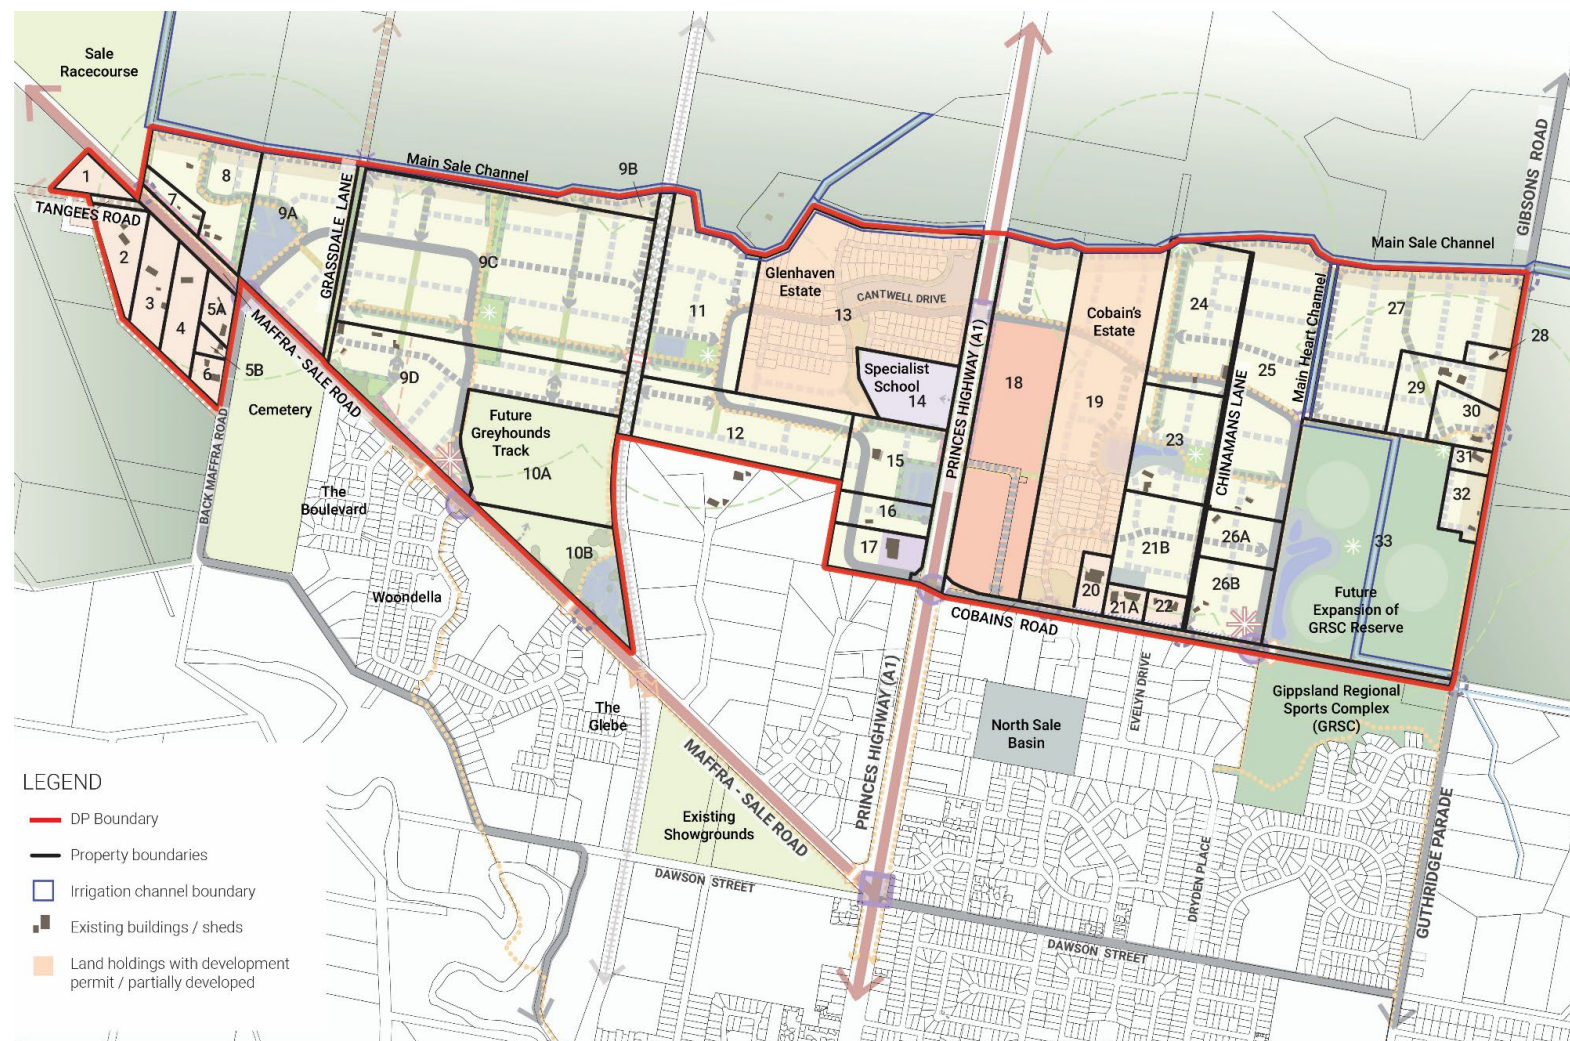 Sale
Racecourse
Main Sale Channel
9B
GIBSONS ROAD
1
8
7
TANGEES ROAD
9A
GRASSDALE LANE
9C
2
3
4
5A
5B
6
MAFFRA - SALE ROAD
9D
11
Glenhaven
Estate
CANTWELL DRIVE
13
Specialist
School
14
PRINCES HIGHWAY (A1)
18
Cobain's
Estate
19
24
25
Main Heart Channel
Main Sale Channel
27
28
29
30
31
32
CHINAMANS LANE
23
Cemetery
BACK MAFFRA ROAD
Future
Greyhounds
Track
10A
10B
12
15
16
17
The
Boulevard
Woondella
20
21A
21B
22
26A
26B
33
Future
Expansion of
GRSC Reserve
COBAINS ROAD
EVELYN DRIVE
Gippsland Regional
Sports Complex
(GRSC)
North Sale
Basin
PRINCES HIGHWAY (A1)
The
Glebe
MAFFRA - SALE ROAD
Existing
Showgrounds
DAWSON STREET
DRYDEN PLACE
GUTHRIDGE PARADE
DAWSON STREET
LEGEND
DP Boundary
Property boundaries
Irrigation channel boundary
Existing buildings / sheds
Land holdings with development
permit / partially developed